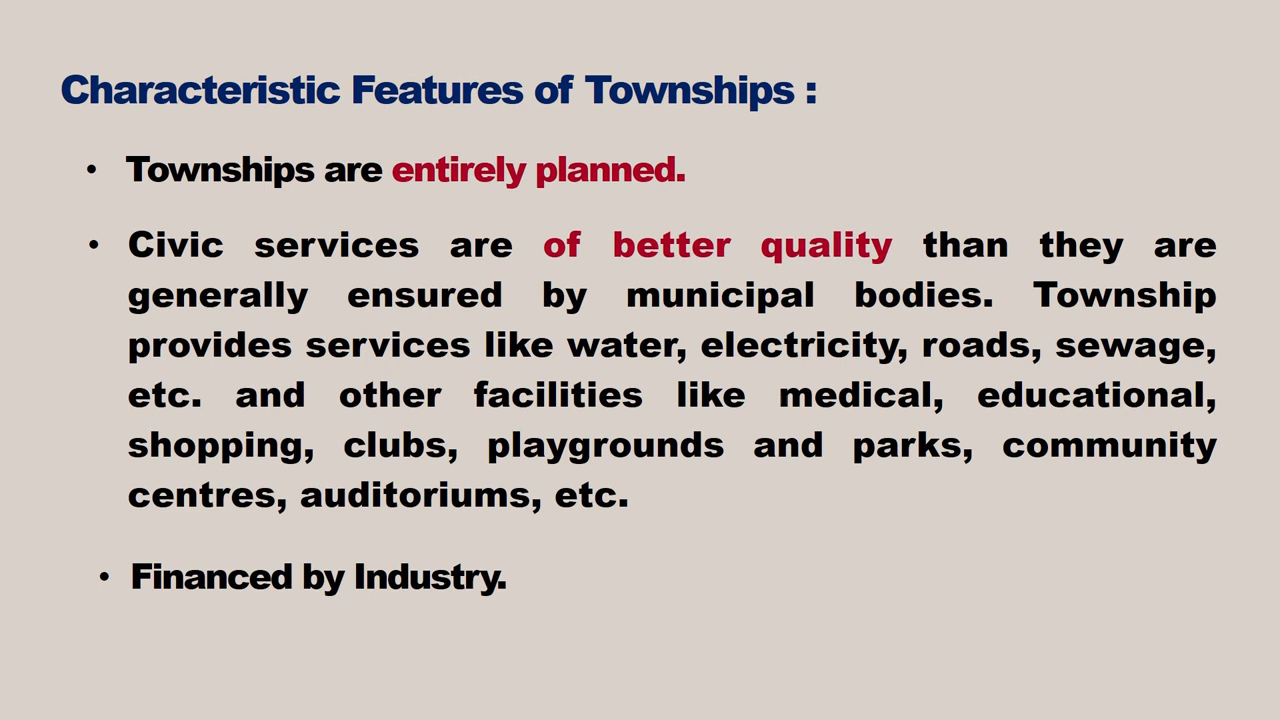 Characteristic Features of Townships :
• Townships are entirely planned.
• Civic services are of better quality than they are
generally ensured by municipal bodies. Township
provides services like water, electricity, roads, sewage,
etc. and other facilities like medical, educational,
shopping, clubs, playgrounds and parks, community
centres, auditoriums, etc.
• Financed by Industry.